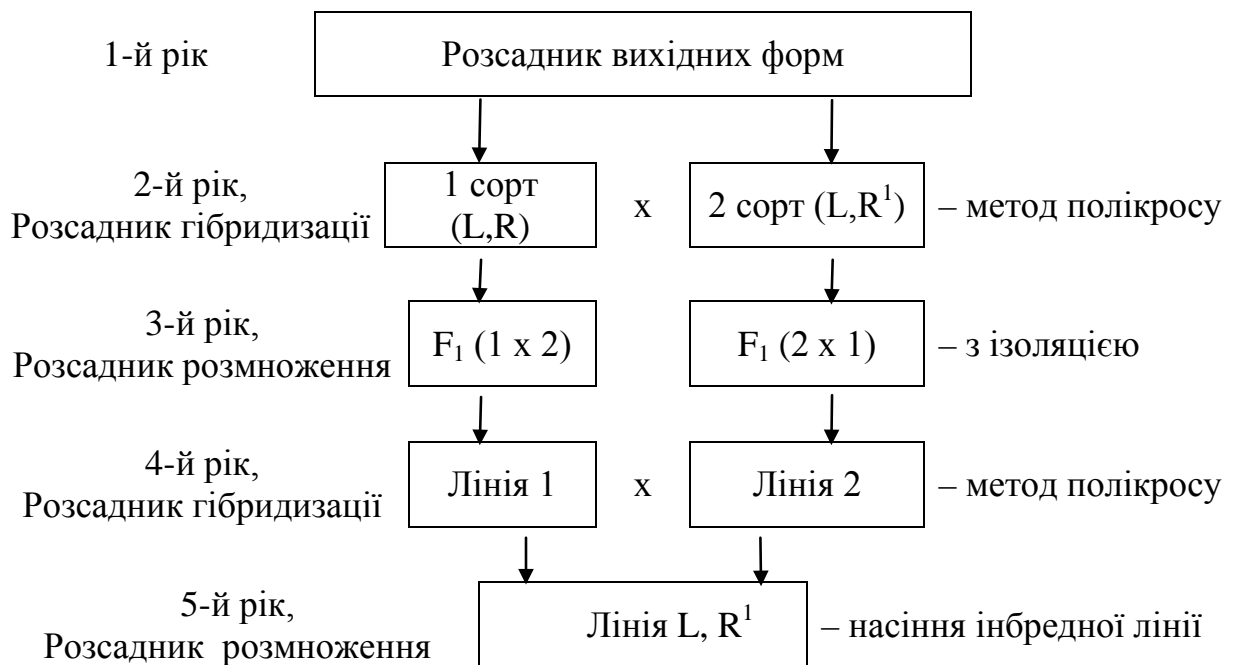 1-й рік
Розсадник вихідних форм
2-й рік,
Розсадник гібридизації
1 сорт
(L,R)
x
2 сорт (L,R¹)
– метод полікросу
3-й рік,
Розсадник розмноження
F₁ (1 x 2)
F₁ (2 x 1)
– з ізоляцією
4-й рік,
Розсадник гібридизації
Лінія 1
x
Лінія 2
– метод полікросу
5-й рік,
Розсадник розмноження
Лінія L, R¹
– насіння інбредної лінії